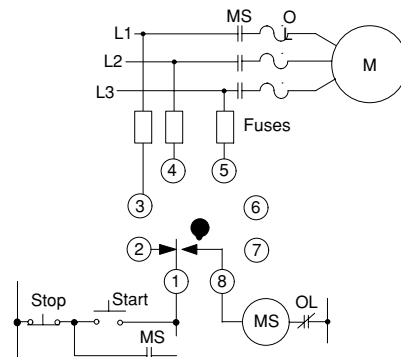 MS O
L
L1
L2
M
L3
Fuses
4 5
3 6
2 7
1 8
Stop Start OL
MS
MS